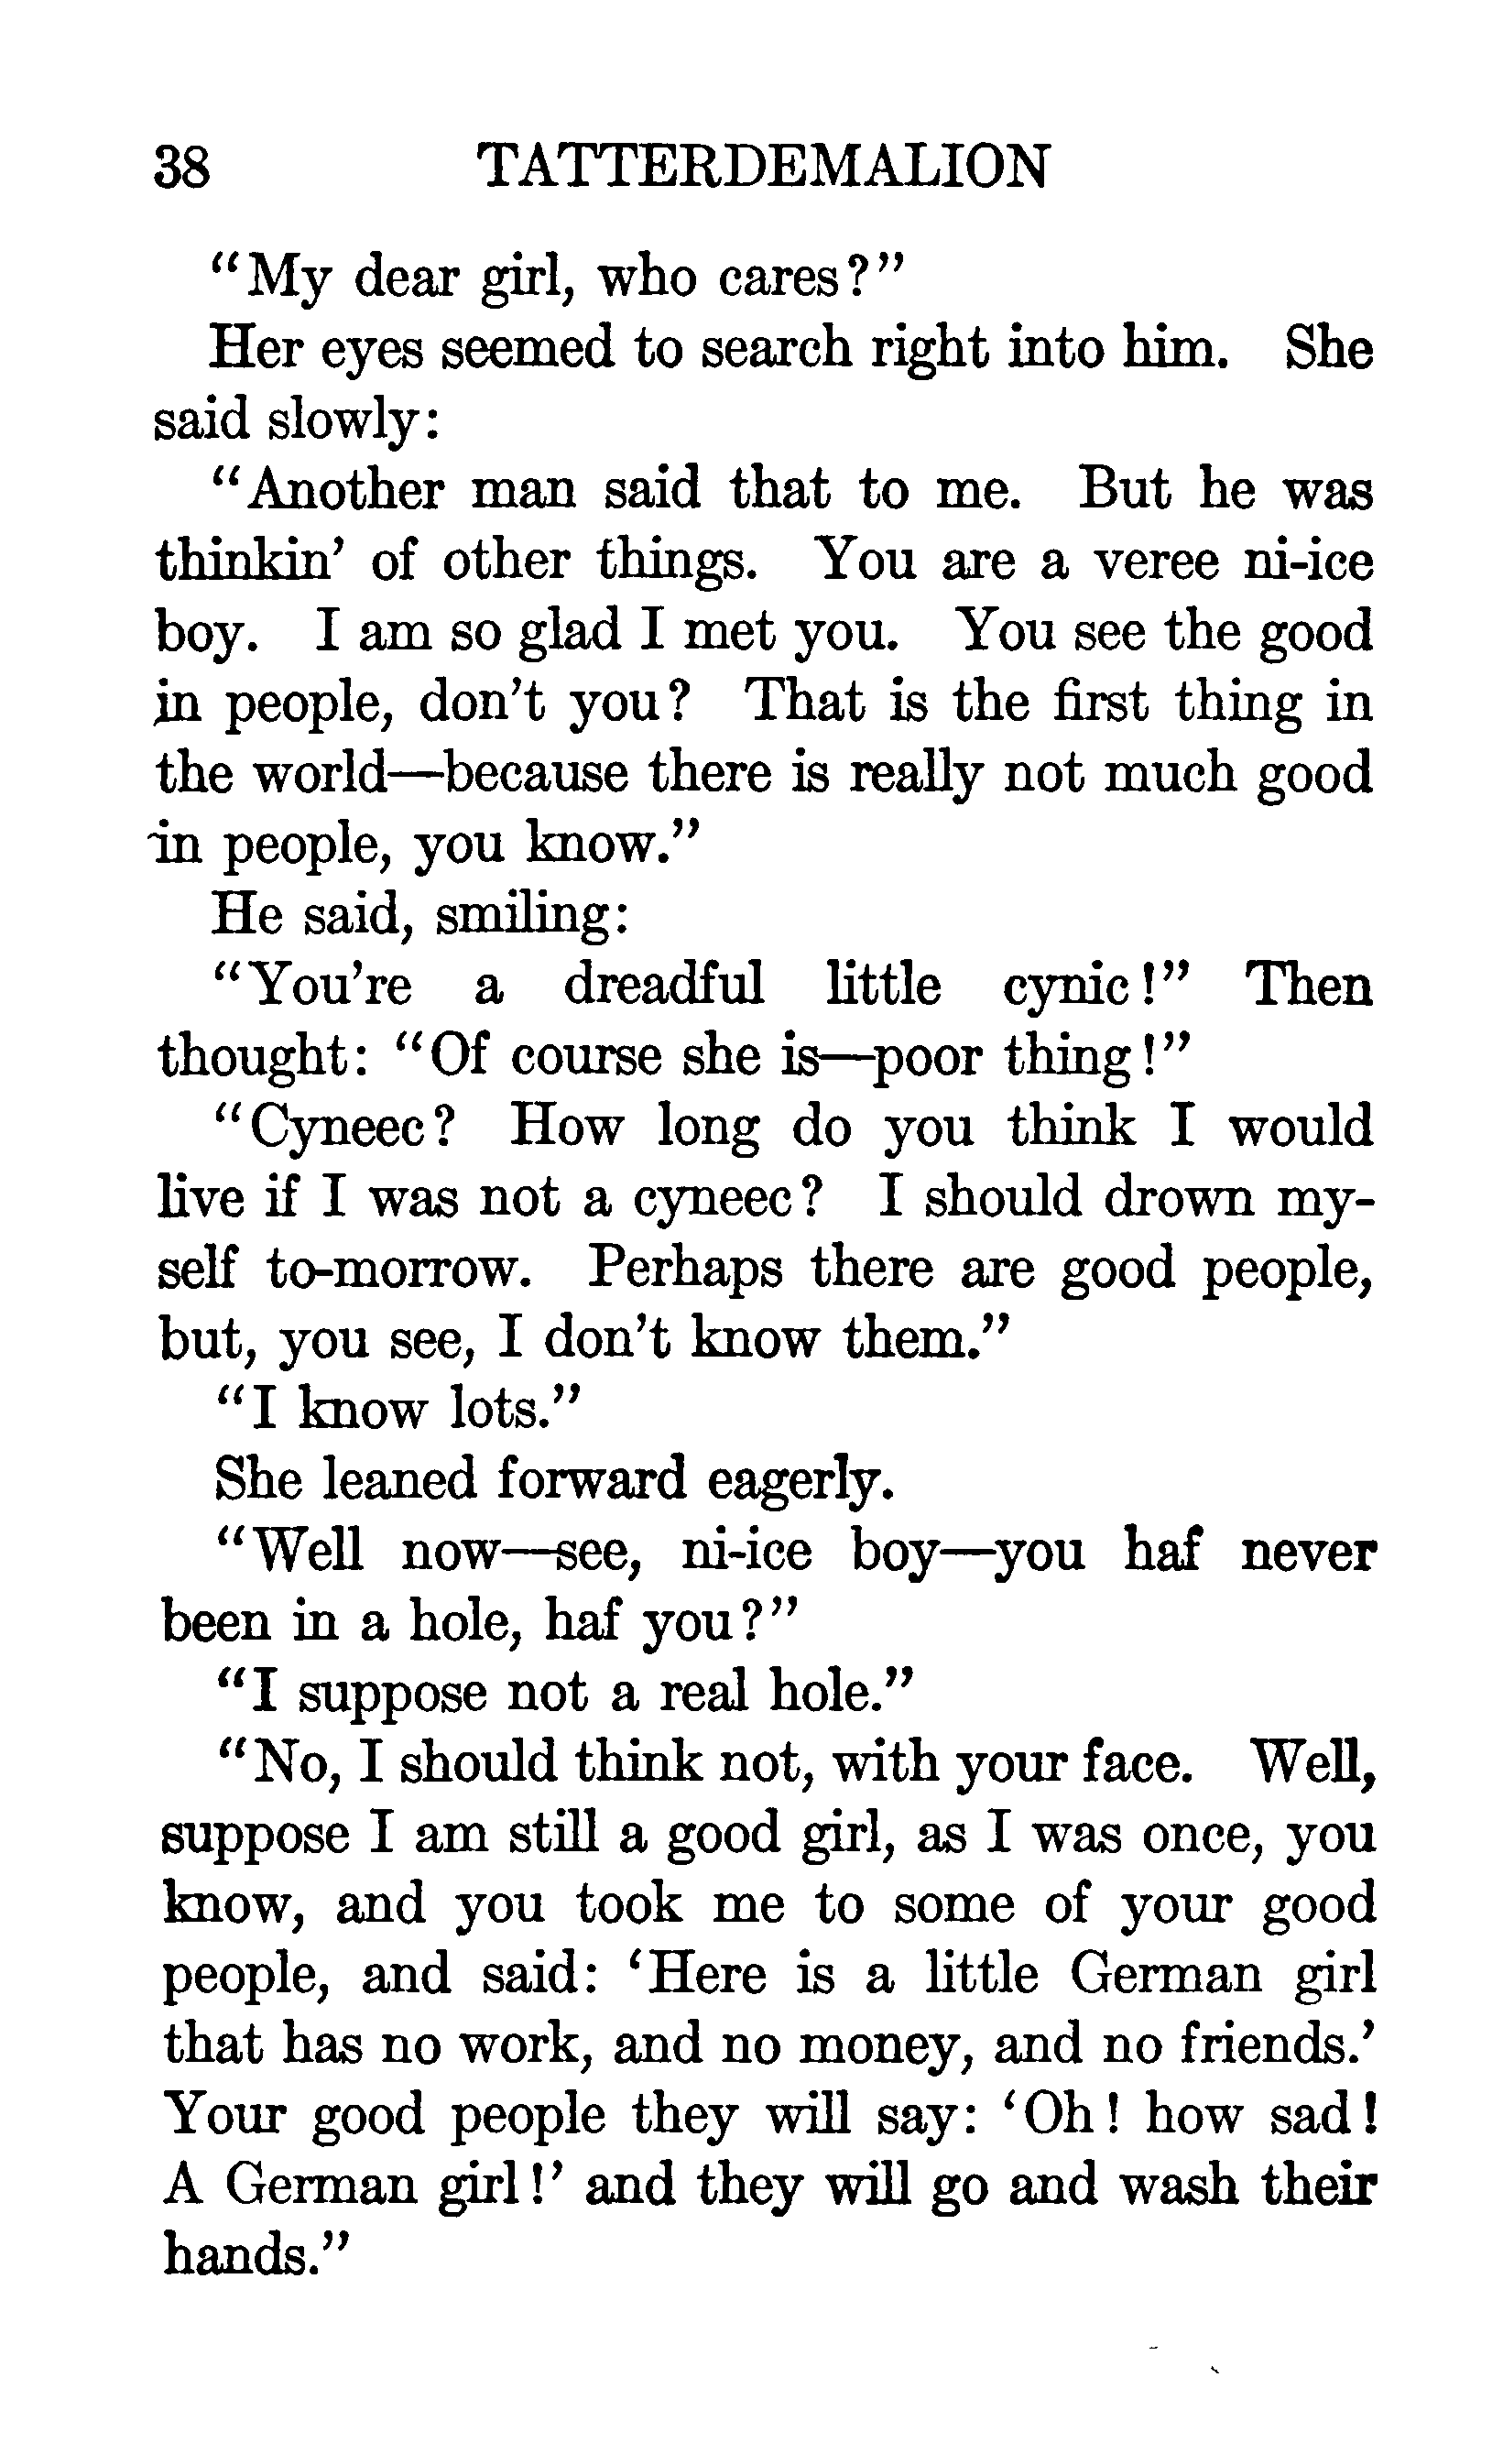 38 TATTERDEMALION
“My dear girl, who cares?”
Her eyes seemed to search right into him. She
said slowly:
“Another man said that to me. But he was
thinkin’ of other things. You are a veree ni-ice
boy. I am so glad I met you. You see the good
in people, don’t you? That is the first thing in
the world—because there is really not much good
in people, you know.”
He said, smiling:
“You’re a dreadful little cynic!” Then
thought: “Of course she is—poor thing!”
“Cyneec? How long do you think I would
live if I was not a cyneec? I should drown my-
self to-morrow. Perhaps there are good people,
but, you see, I don’t know them.”
“I know lots.”
She leaned forward eagerly.
“Well now—see, ni-ice boy—you haf never
been in a hole, haf you?”
“I suppose not a real hole.”
“No, I should think not, with your face. Well,
suppose I am still a good girl, as I was once, you
know, and you took me to some of your good
people, and said: ‘Here is a little German girl
that has no work, and no money, and no friends.’
Your good people they will say: ‘Oh! how sad!
A German girl!’ and they will go and wash their
hands.”